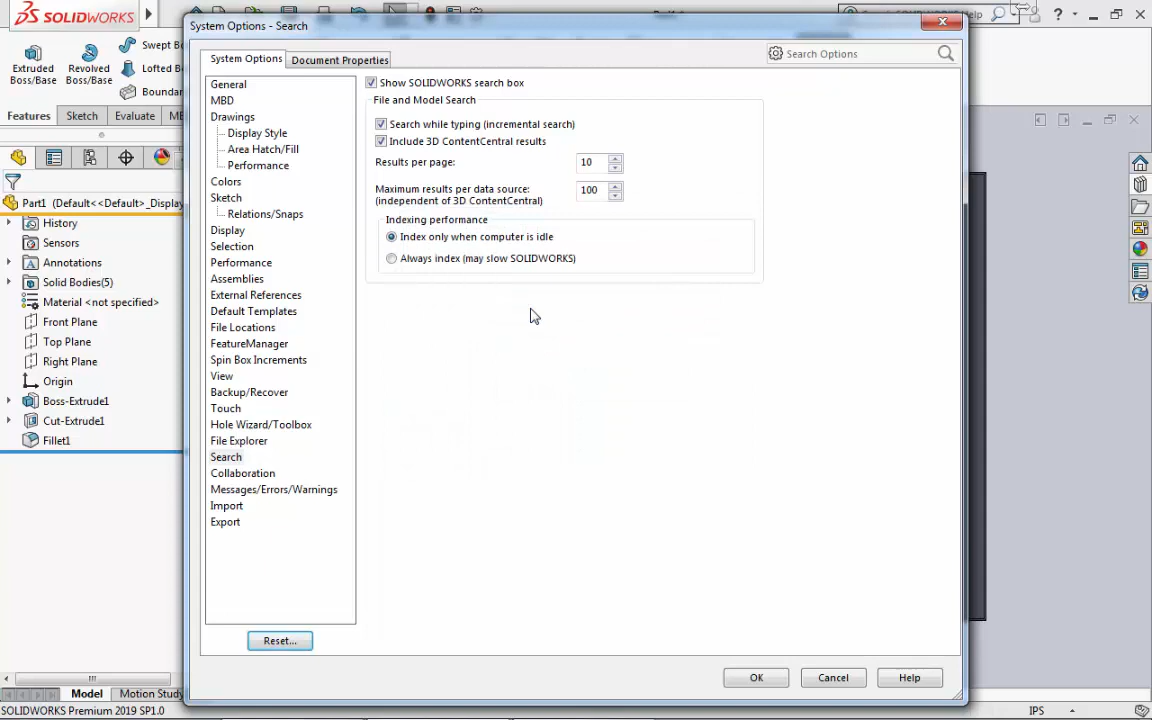 SOLIDWORKS
System Options - Search
Help
Extruded
Boss/Base
Revolved
Boss/Base
Swept Bo
Lofted B
Boundar
Features
Sketch
Evaluate
MB
System Options
Document Properties
Search Options
General
MBD
Drawings
Display Style
Area Hatch/Fill
Performance
Colors
Sketch
Relations/Snaps
Display
Selection
Performance
Assemblies
External References
Default Templates
File Locations
FeatureManager
Spin Box Increments
View
Backup/Recover
Touch
Hole Wizard/Toolbox
File Explorer
Search
Collaboration
Messages/Errors/Warnings
Import
Export
Reset...
Show SOLIDWORKS search box
File and Model Search
Search while typing (incremental search)
Include 3D ContentCentral results
Results per page:
10
Maximum results per data source:
100
(independent of 3D ContentCentral)
Indexing performance
Index only when computer is idle
Always index (may slow SOLIDWORKS)
OK
Cancel
Help
Part1 (Default<<Default>_Display
History
Sensors
Annotations
Solid Bodies(5)
Material <not specified>
Front Plane
Top Plane
Right Plane
Origin
Boss-Extrude1
Cut-Extrude1
Fillet1
Model
Motion Study
SOLIDWORKS Premium 2019 SP1.0
IPS